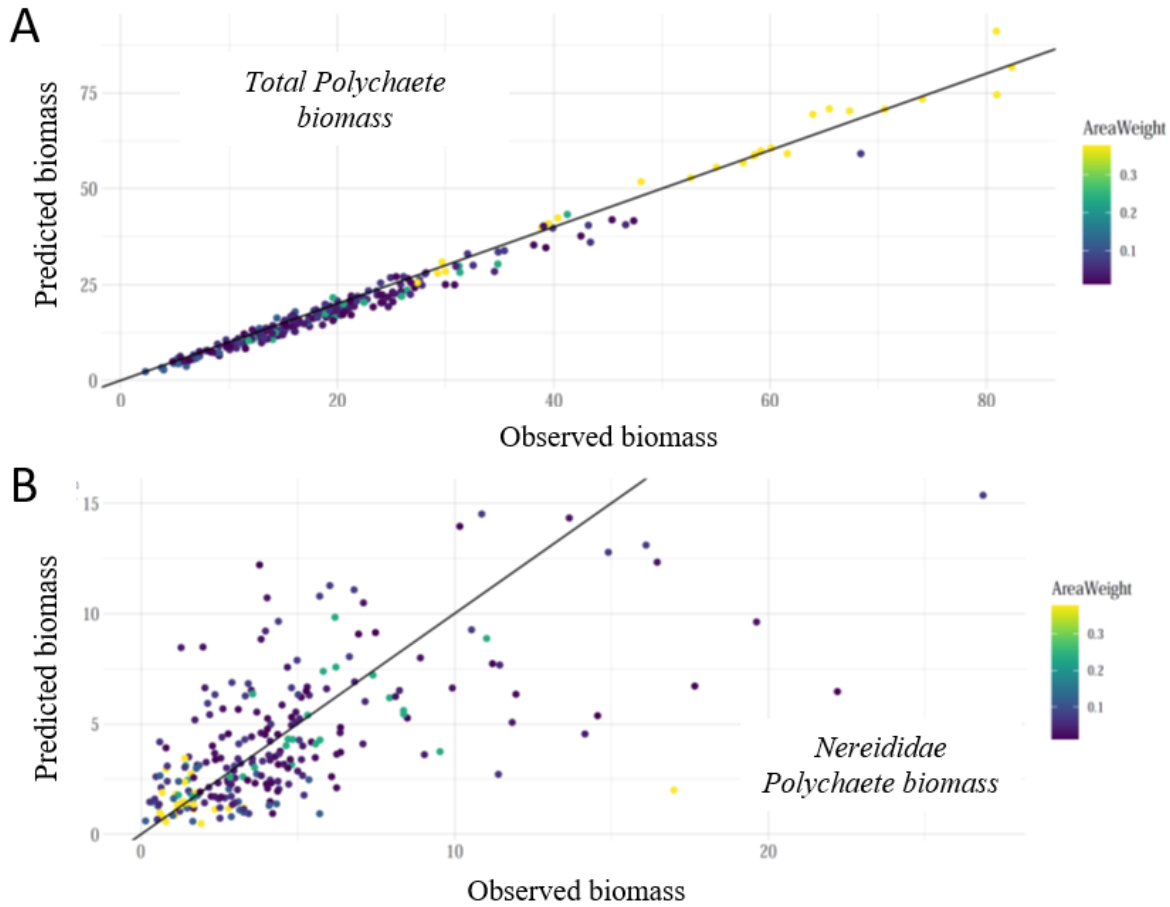 A
Total Polychaete
biomass
Predicted biomass
75
50
25
0
0
20
40
60
80
Observed biomass
AreaWeight
0.3
0.2
0.1
B
Predicted biomass
15
10
5
0
0
10
20
Nereididae
Polychaete biomass
Observed biomass
AreaWeight
0.3
0.2
0.1